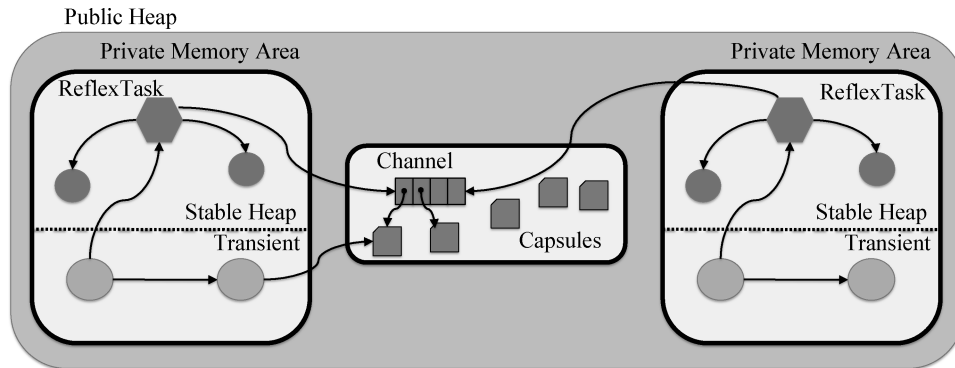 Public Heap
Private Memory Area
Private Memory Area
ReflexTask
ReflexTask
Channel
Stable Heap
Transient
Capsules
Stable Heap
Transient